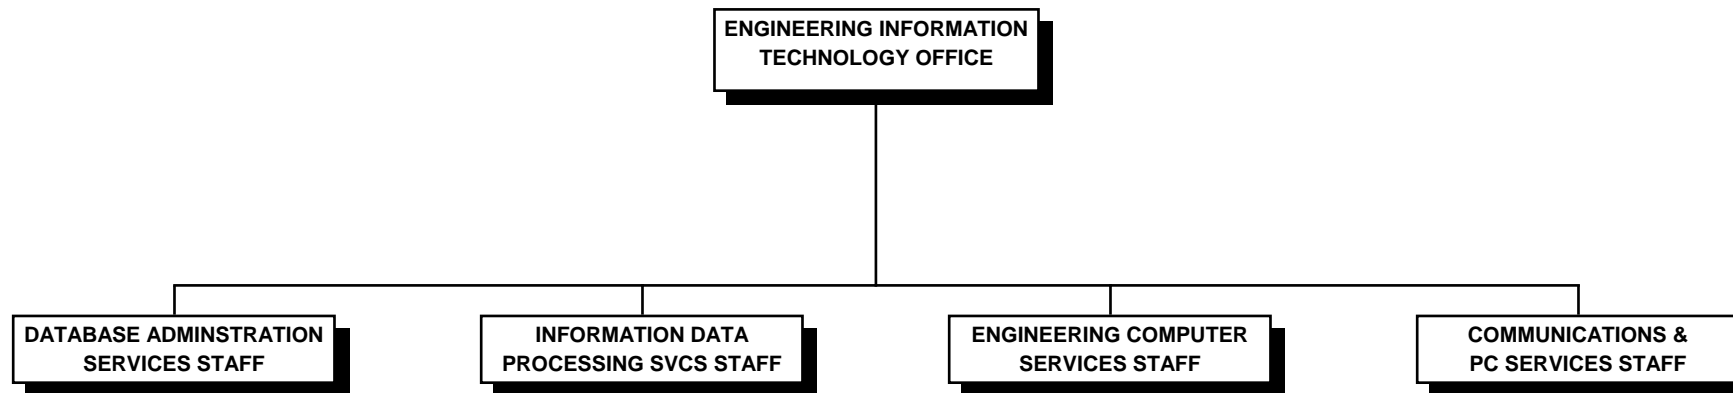 ENGINEERING INFORMATION
TECHNOLOGY OFFICE
DATABASE ADMINSTRATION
SERVICES STAFF
INFORMATION DATA
PROCESSING SVCS STAFF
ENGINEERING COMPUTER
SERVICES STAFF
COMMUNICATIONS &
PC SERVICES STAFF